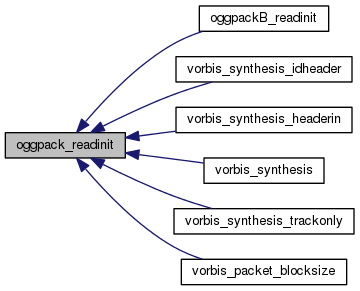 oggpackB_readinit
vorbis_synthesis_idheader
vorbis_synthesis_headerin
oggpack_readinit
vorbis_synthesis
vorbis_synthesis_trackonly
vorbis_packet_blocksize